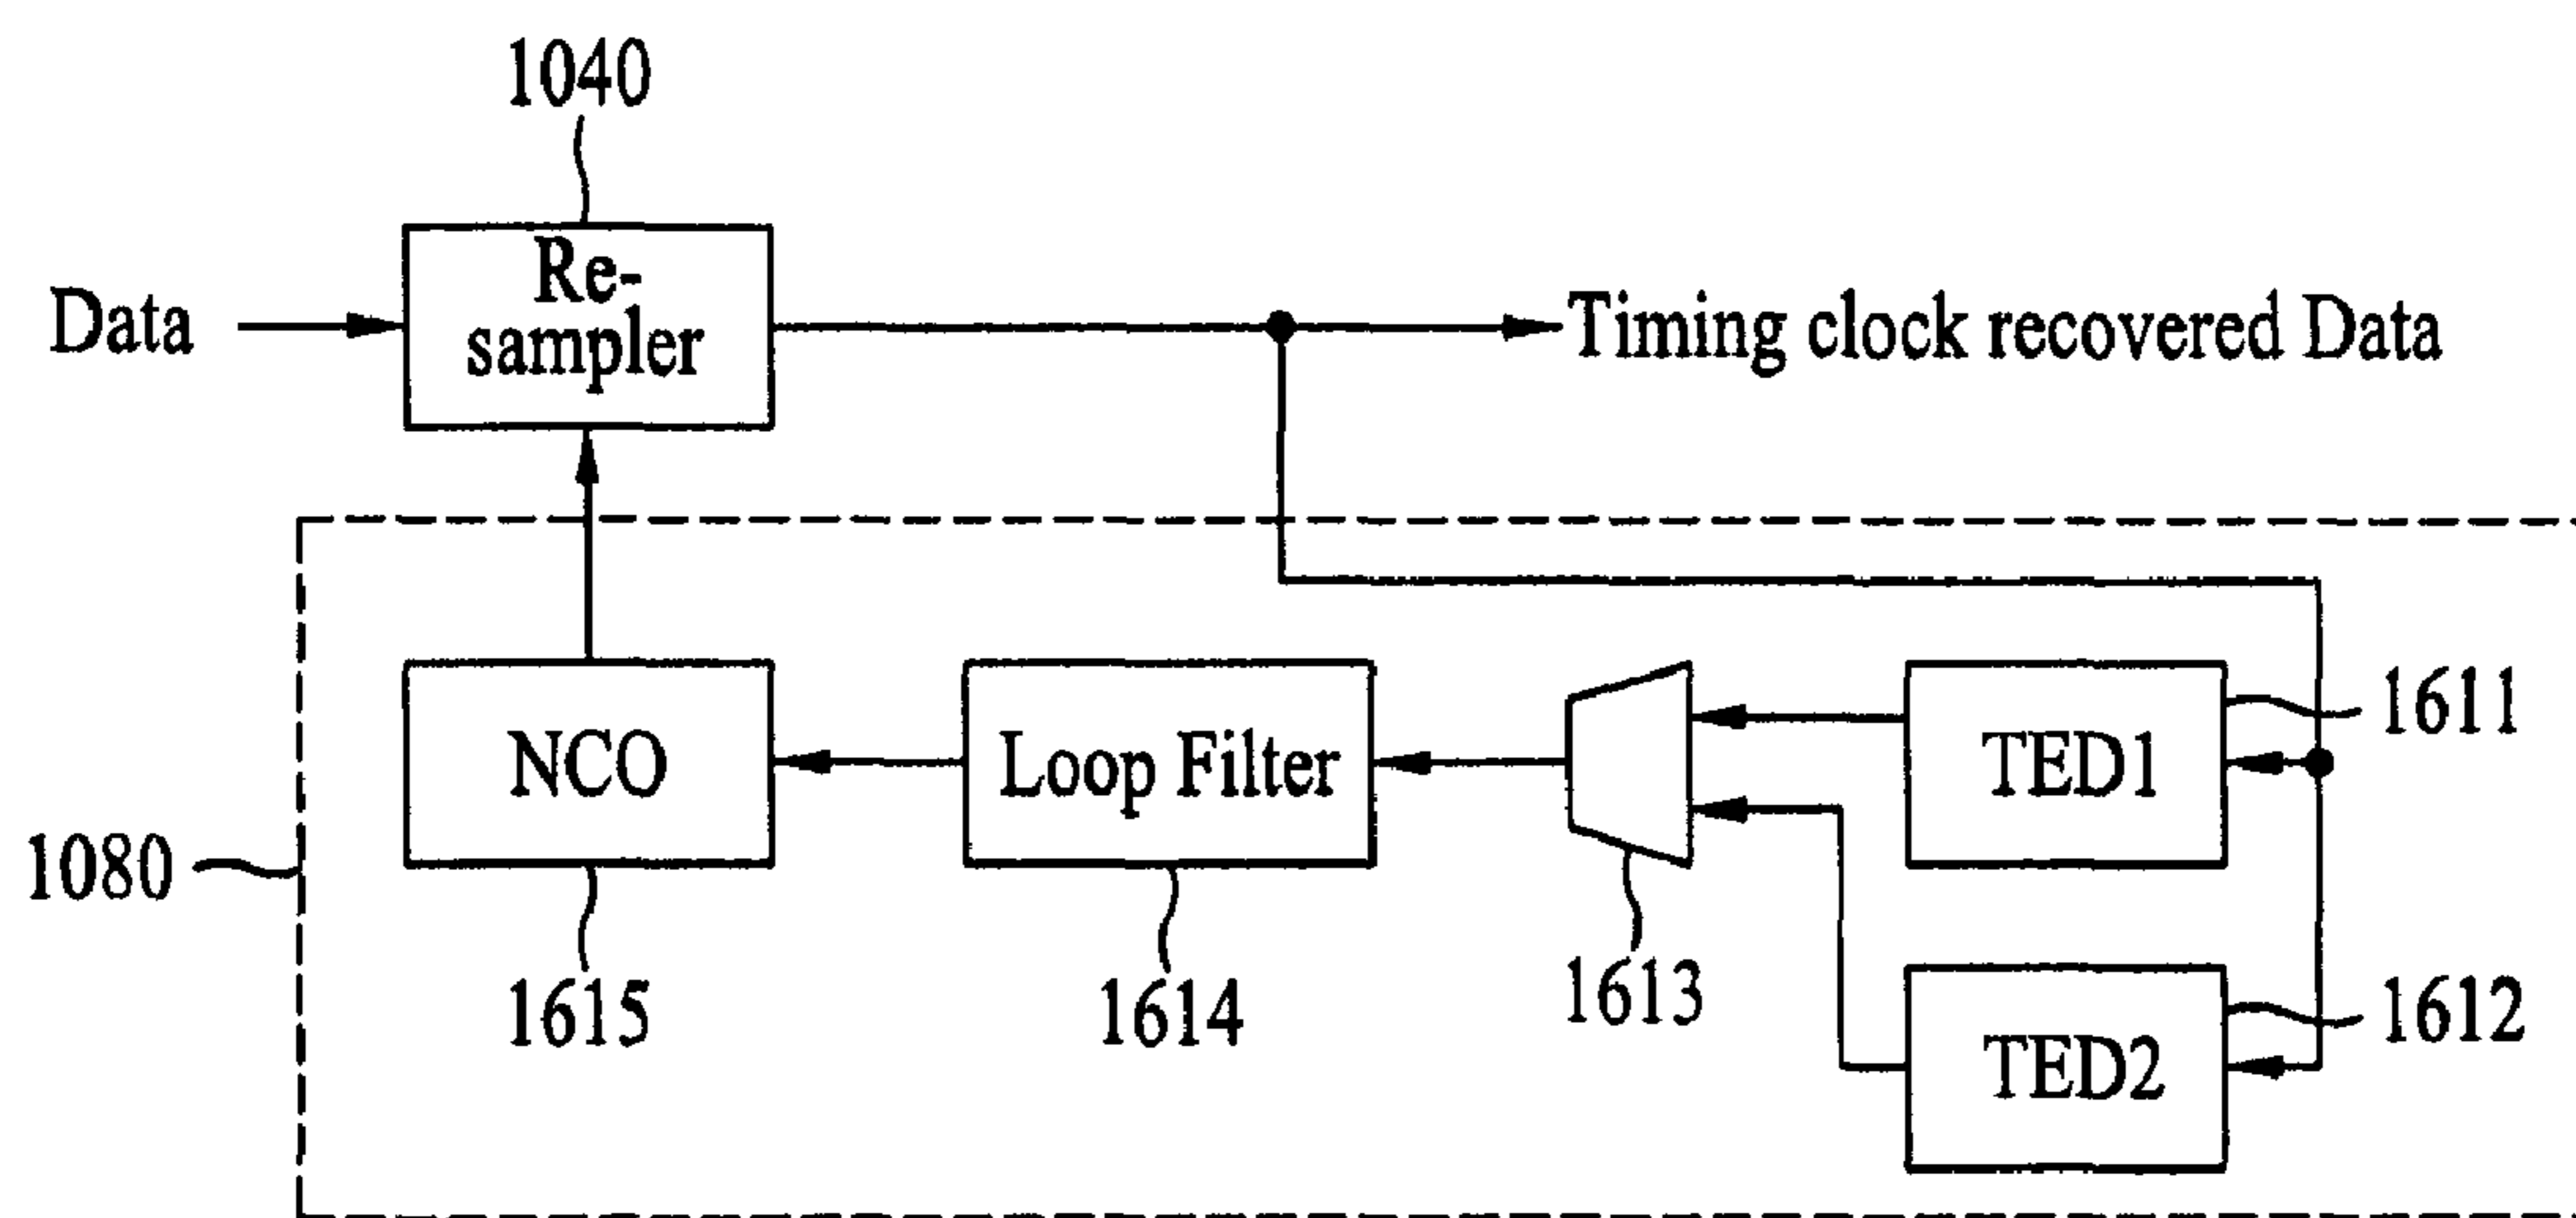 1040
Re-
sampler
Data
Timing clock recovered Data
1611
NCO
Loop Filter
TED1
1080
1613
1615
1614
1612
TED2